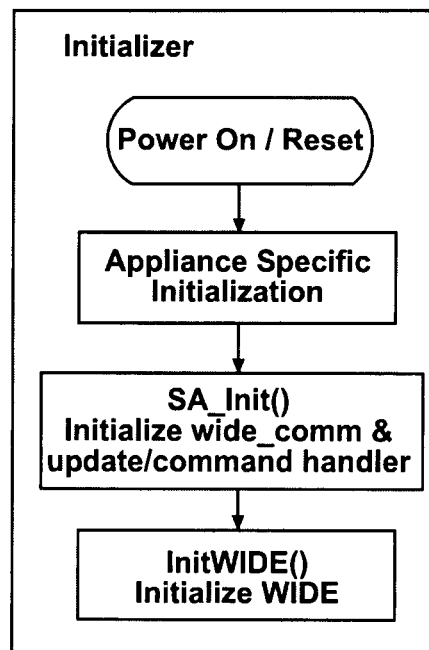 Initializer
Power On / Reset
Appliance Specific
Initialization
SA_Init()
Initialize wide_comm &
update/command handler
InitWIDE()
Initialize WIDE